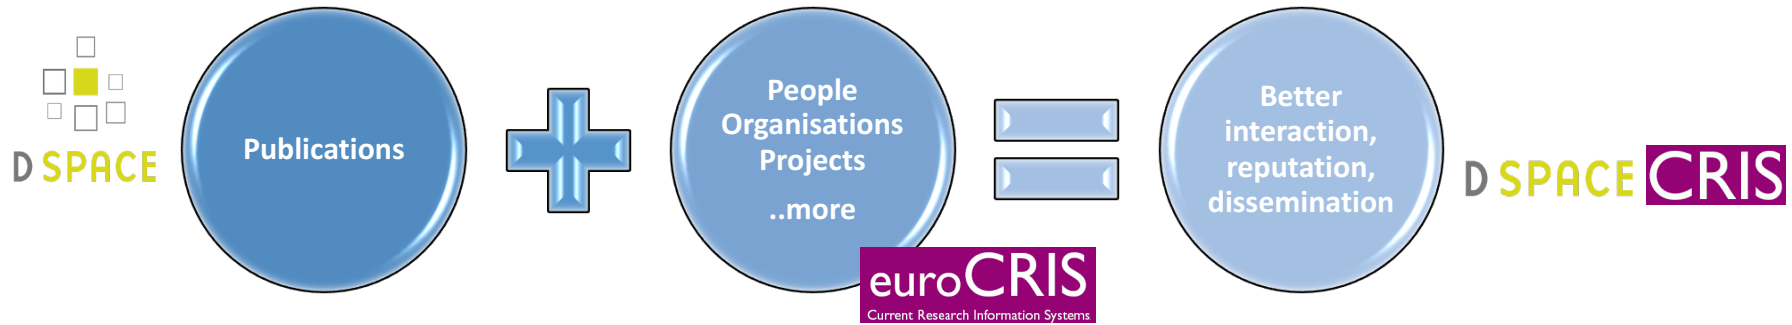 D SPACE
Publications
People
Organisations
Projects
..more
euroCRIS
Current Research Information Systems
Better
interaction,
reputation,
dissemination
D SPACE CRIS